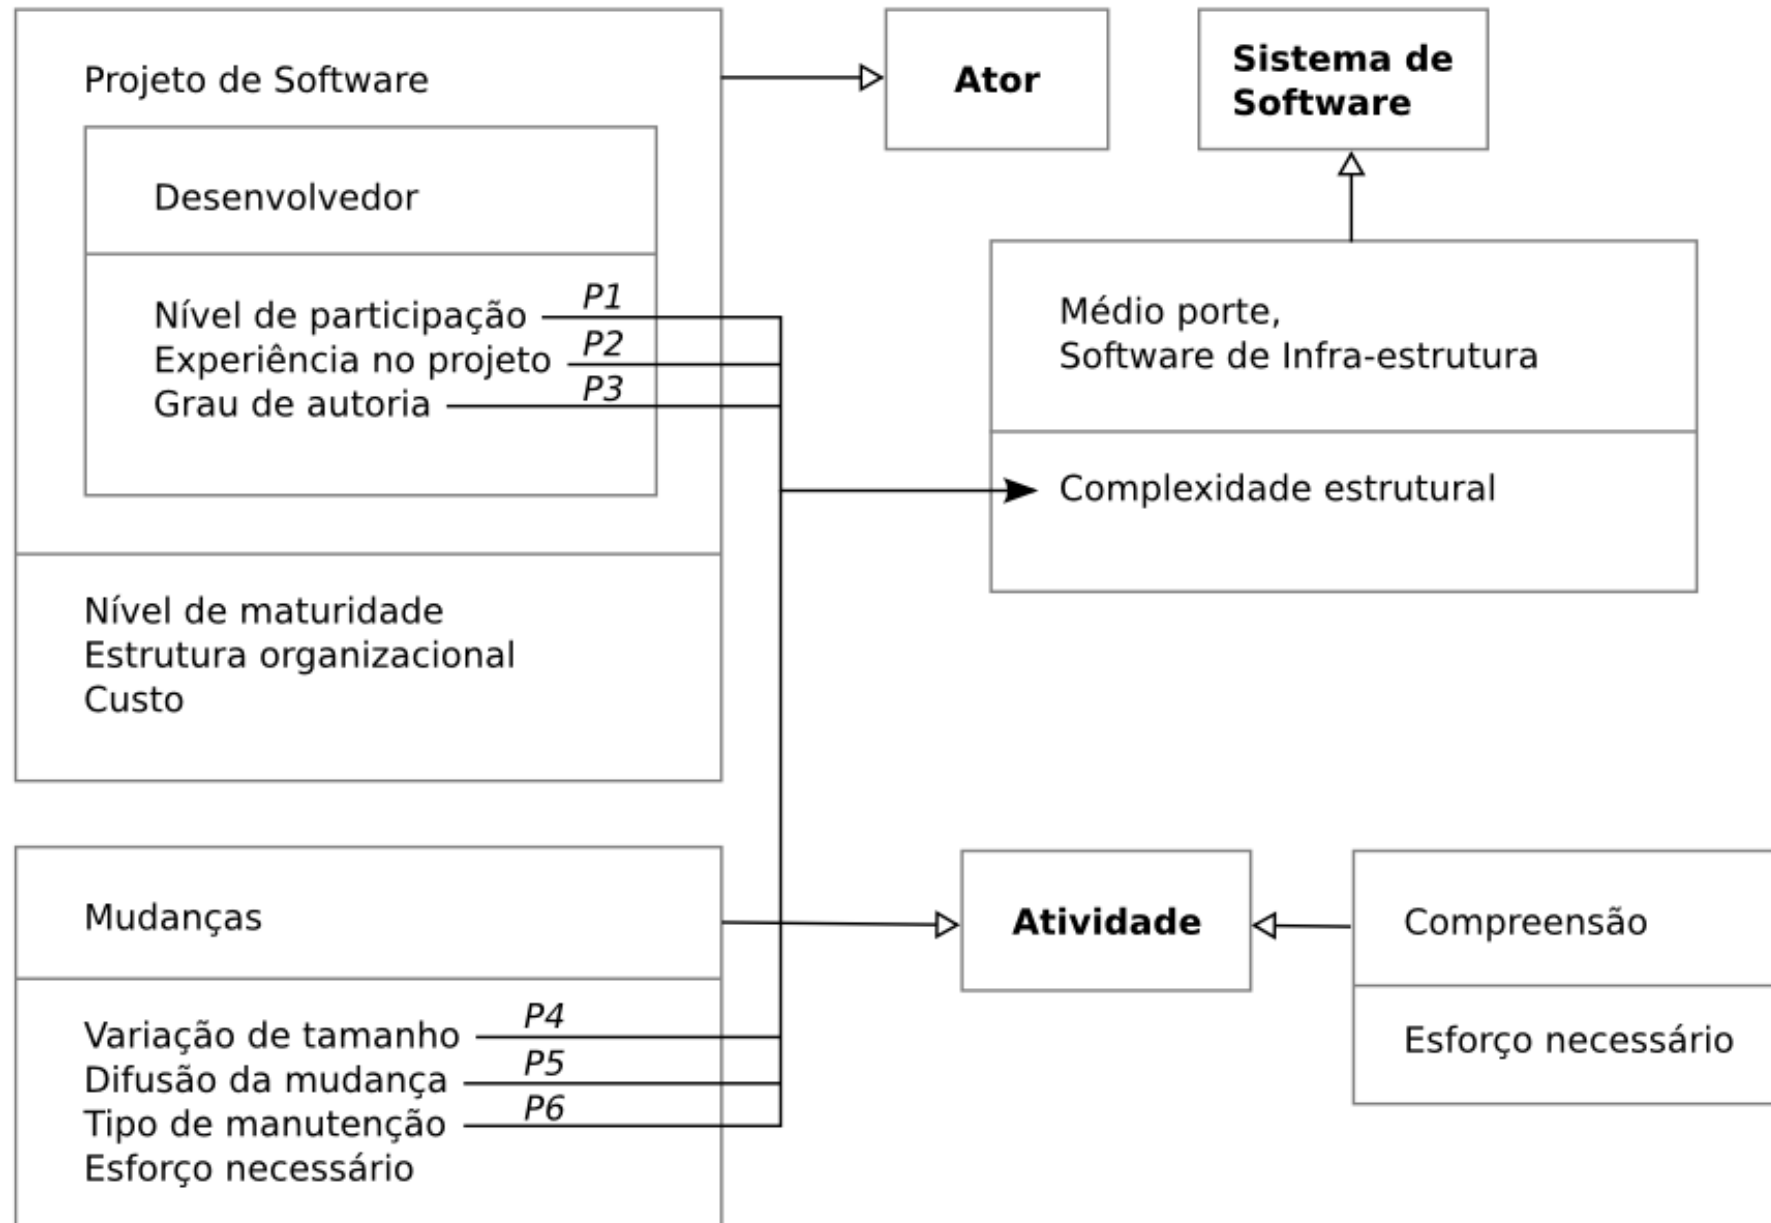 Projeto de Software
Desenvolvedor
Nível de participação
P1
Experiência no projeto
P2
Grau de autoria
P3
Nível de maturidade
Estrutura organizacional
Custo
Ator
Sistema de
Software
Médio porte,
Software de Infra-estrutura
Complexidade estrutural
Mudanças
Variação de tamanho
P4
Difusão da mudança
P5
Tipo de manutenção
P6
Esforço necessário
Atividade
Compreensão
Esforço necessário